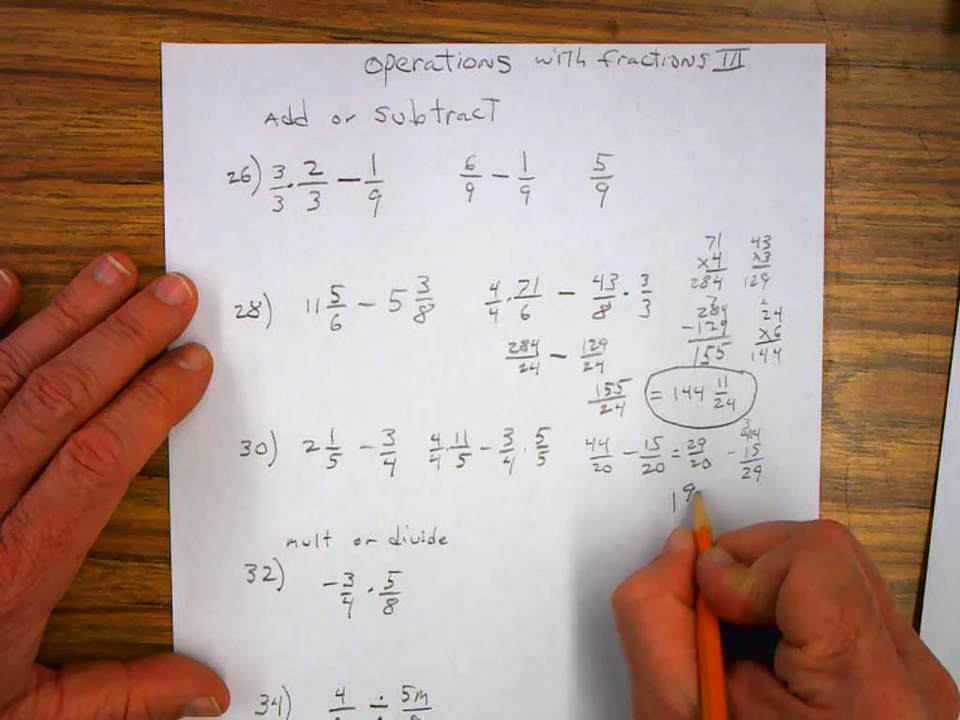 operations with fractions III
Add or subtract
26) 3/3 · 2/3 − 1/9   6/9 − 1/9   5/9
71 ×4 284   43 ×3 129
28) 11 5/6 − 5 3/8   4/4 · 71/6 − 43/8 · 3/3
284 −129 155   24 ×6 144
284/24 − 129/24
155/24 = 144 11/24
30) 2 1/5 − 3/4   4/4 · 11/5 − 3/4 · 5/5   44/20 − 15/20 = 29/20   44 − 15 29
1 9
mult or divide
32) − 3/4 · 5/8
34) 4 ÷ 5m